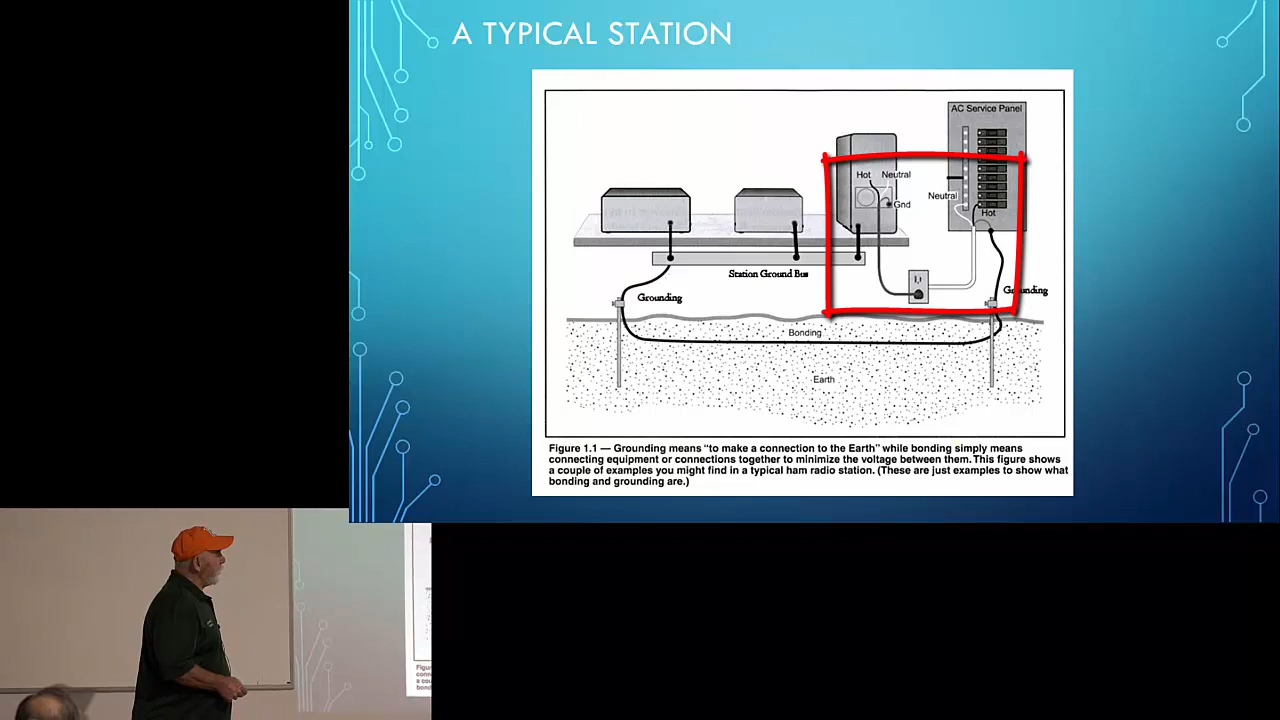 A TYPICAL STATION
AC Service Panel
Hot Neutral
Neutral
Gnd
Hot
Station Ground Bus
Grounding
Grounding
Bonding
Earth
Figure 1.1 — Grounding means "to make a connection to the Earth" while bonding simply means
connecting equipment or connections together to minimize the voltage between them. This figure shows
a couple of examples you might find in a typical ham radio station. (These are just examples to show what
bonding and grounding are.)